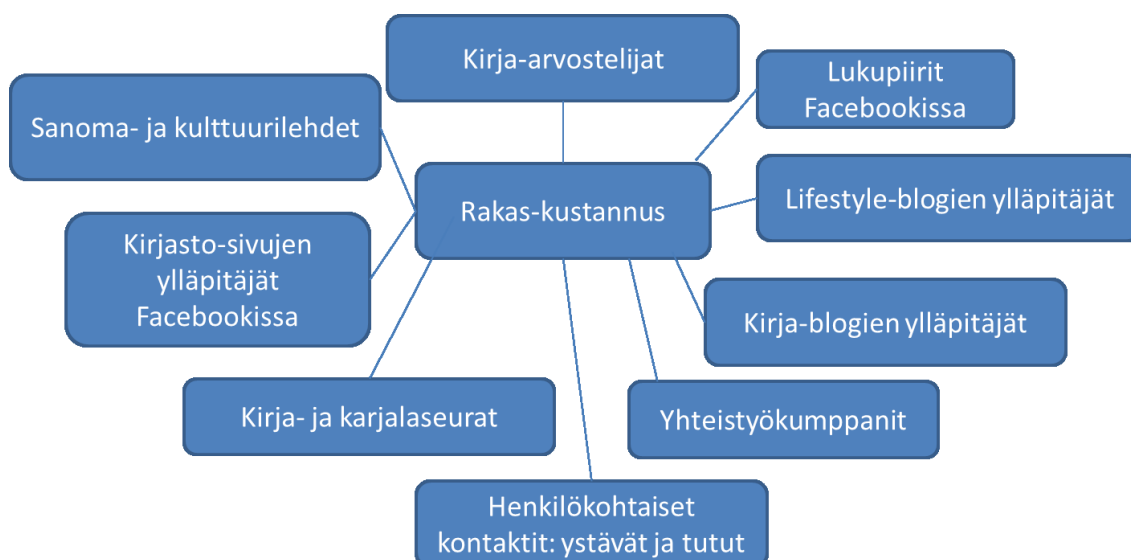 Kirja-arvostelijat
Lukupiirit
Facebookissa
Sanoma- ja kulttuurilehdet
Rakas-kustannus
Lifestyle-blogien ylläpitäjät
Kirjasto-sivujen
ylläpitäjät
Facebookissa
Kirja-blogien ylläpitäjät
Kirja- ja karjalaseurat
Yhteistyökumppanit
Henkilökohtaiset
kontaktit: ystävät ja tutut